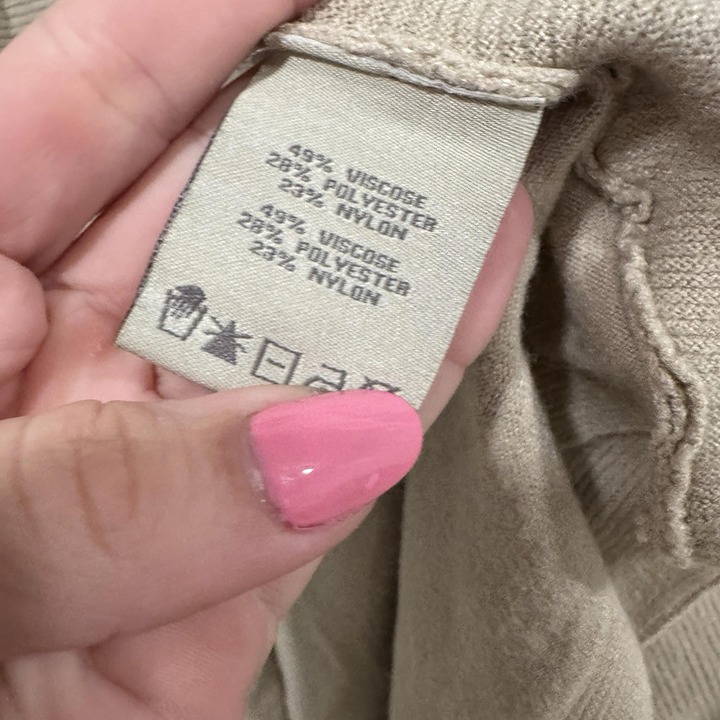 49% VISCOSE
28% POLYESTER
23% NYLON
49% VISCOSE
28% POLYESTER
23% NYLON